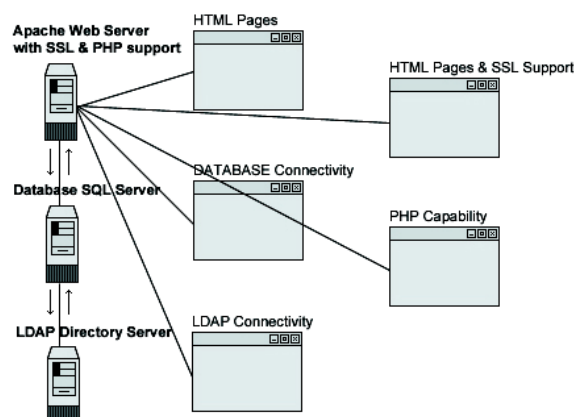 Apache Web Server
with SSL & PHP support
HTML Pages
HTML Pages & SSL Support
DATABASE Connectivity
Database SQL Server
PHP Capability
LDAP Connectivity
LDAP Directory Server